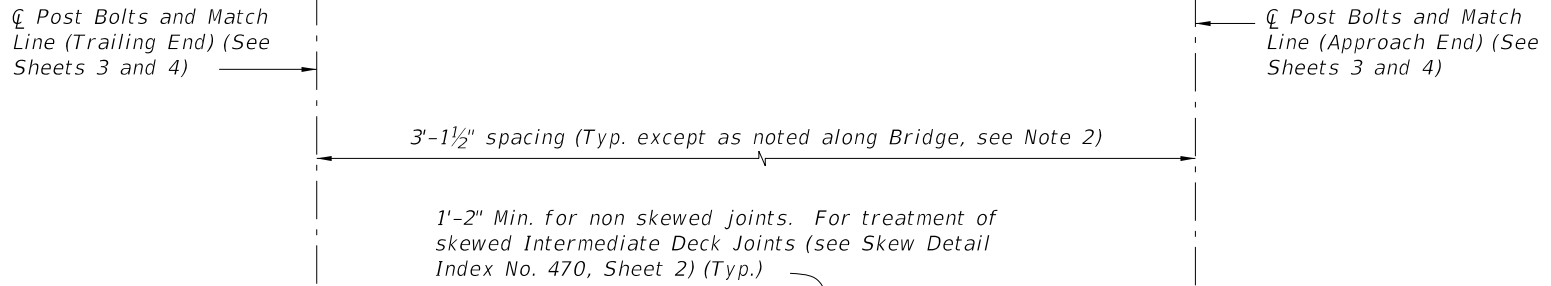 ℄ Post Bolts and Match
Line (Trailing End) (See
Sheets 3 and 4)
℄ Post Bolts and Match
Line (Approach End) (See
Sheets 3 and 4)
3'-1½" spacing (Typ. except as noted along Bridge, see Note 2)
1'-2" Min. for non skewed joints. For treatment of
skewed Intermediate Deck Joints (see Skew Detail
Index No. 470, Sheet 2) (Typ.)